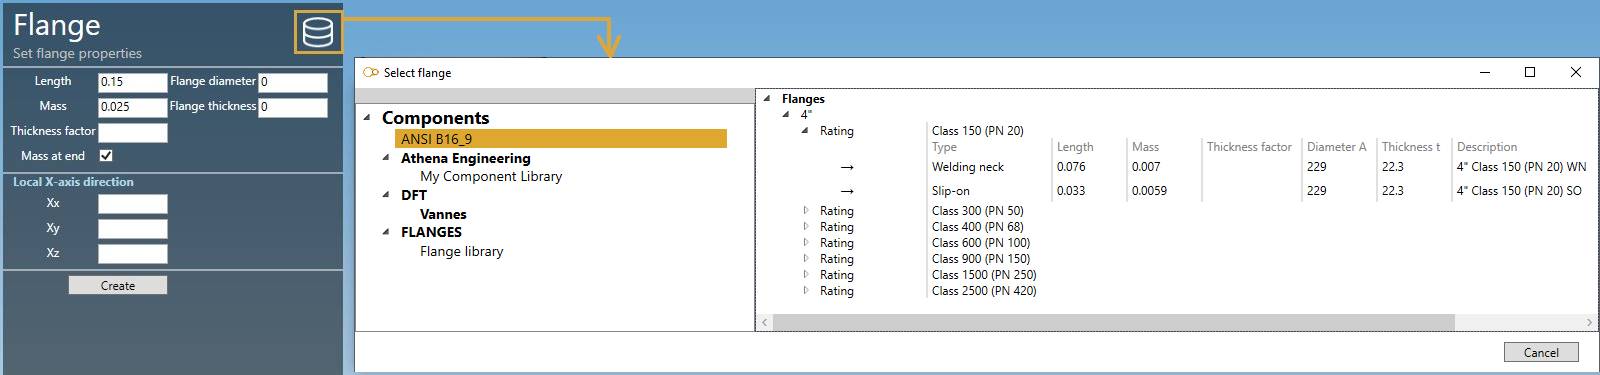 Flange
Set flange properties
Length 0.15 Flange diameter 0
Mass 0.025 Flange thickness 0
Thickness factor
Mass at end
Local X-axis direction
Xx
Xy
Xz
Create
Select flange
Components
ANSI B16_9
Athena Engineering
My Component Library
DFT
Vannes
FLANGES
Flange library
Flanges
4"
Rating Class 150 (PN 20)
Type Length Mass Thickness factor Diameter A Thickness t Description
→ Welding neck 0.076 0.007 229 22.3 4" Class 150 (PN 20) WN
→ Slip-on 0.033 0.0059 229 22.3 4" Class 150 (PN 20) SO
Rating Class 300 (PN 50)
Rating Class 400 (PN 68)
Rating Class 600 (PN 100)
Rating Class 900 (PN 150)
Rating Class 1500 (PN 250)
Rating Class 2500 (PN 420)
Cancel